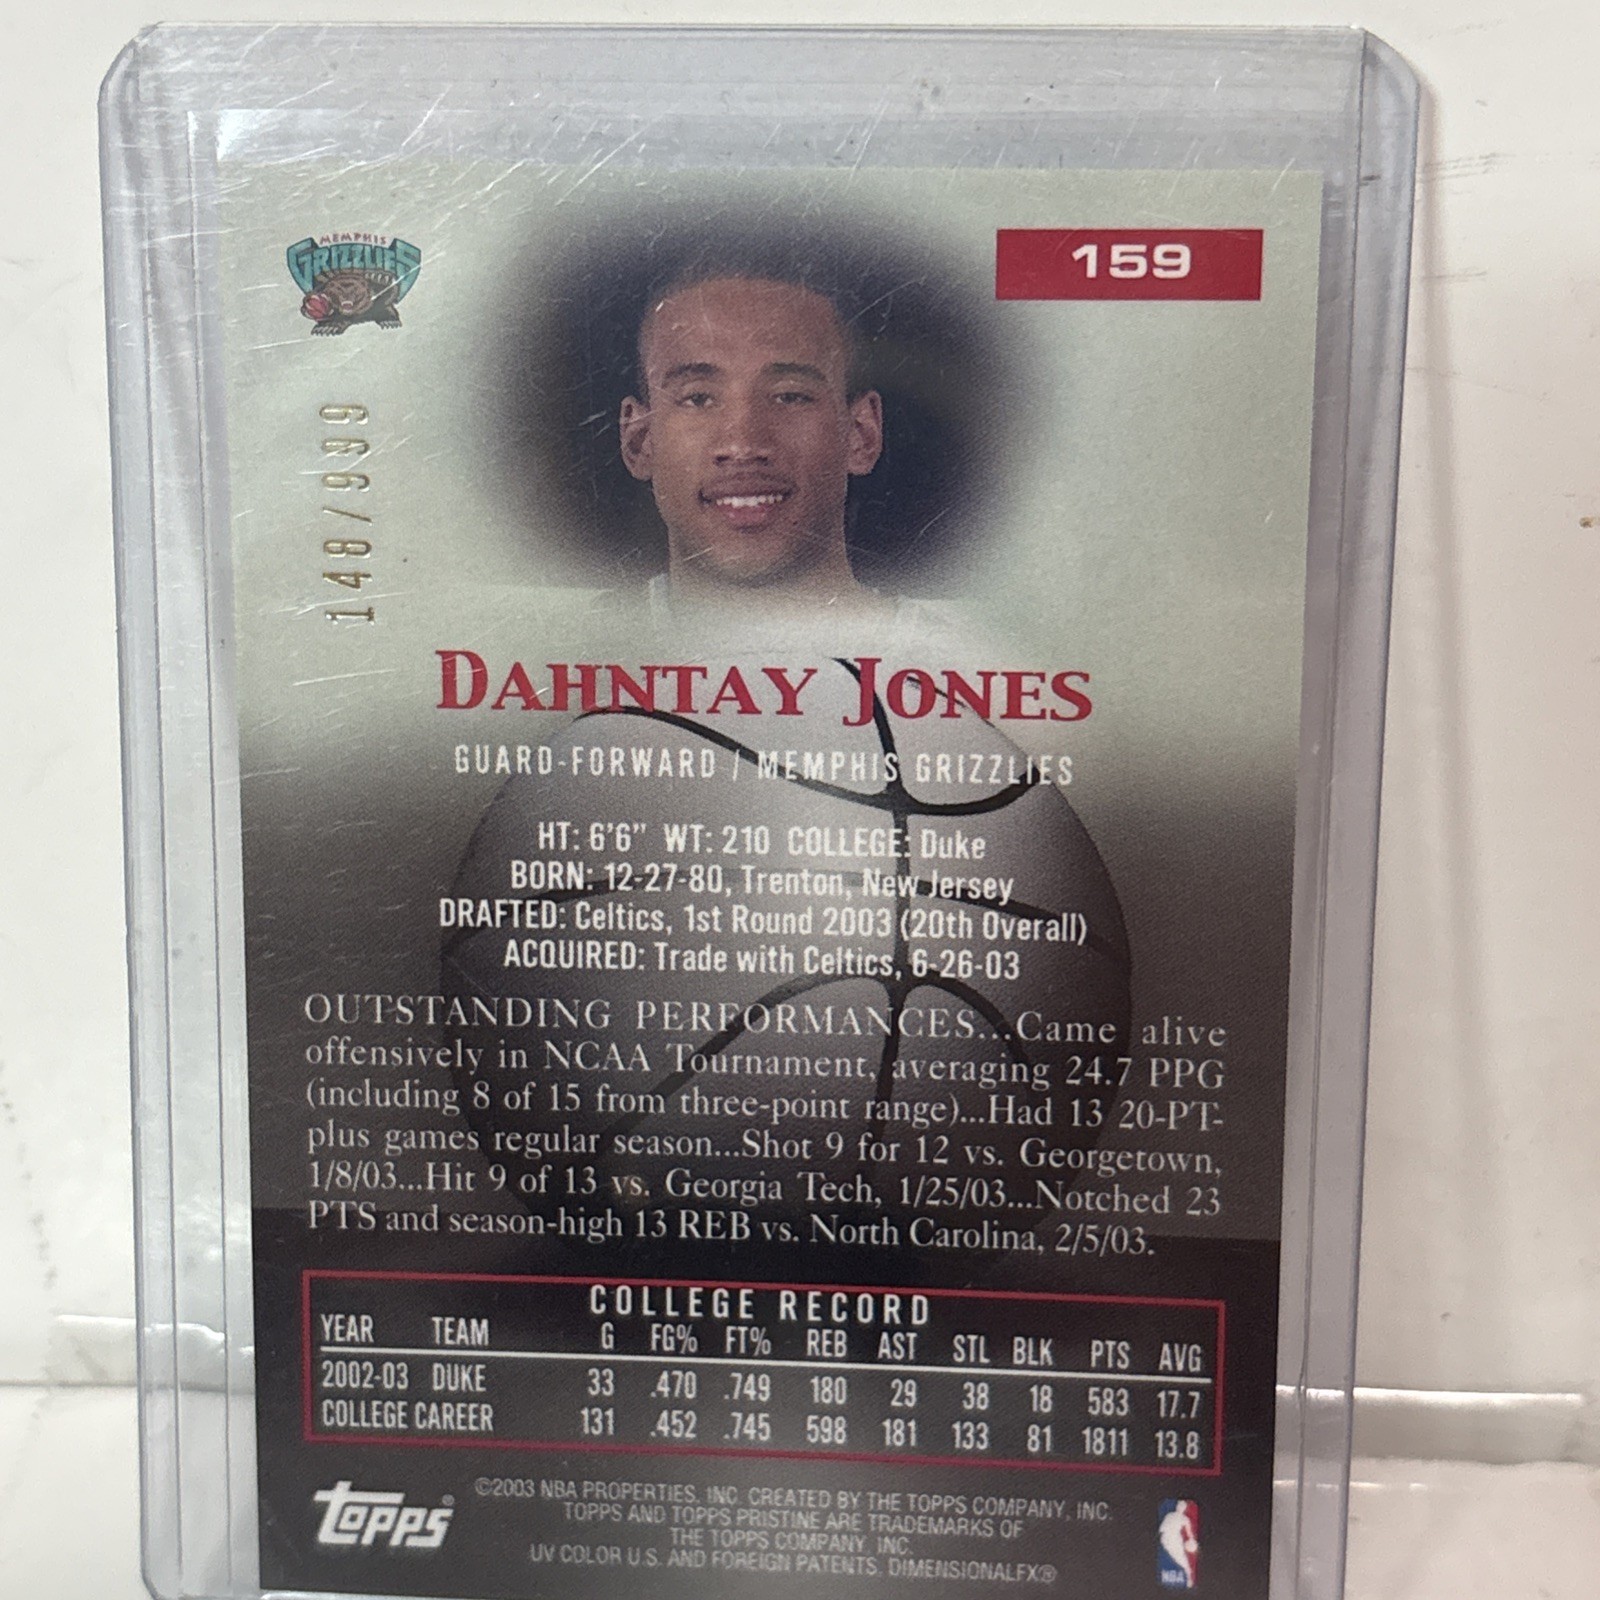 MEMPHIS
GRIZZLIES
159
148/999
DAHNTAY JONES
GUARD-FORWARD / MEMPHIS GRIZZLIES
HT: 6'6" WT: 210 COLLEGE: Duke
BORN: 12-27-80, Trenton, New Jersey
DRAFTED: Celtics, 1st Round 2003 (20th Overall)
ACQUIRED: Trade with Celtics, 6-26-03
OUTSTANDING PERFORMANCES...Came alive
offensively in NCAA Tournament, averaging 24.7 PPG
(including 8 of 15 from three-point range)...Had 13 20-PT-
plus games regular season...Shot 9 for 12 vs. Georgetown,
1/8/03...Hit 9 of 13 vs. Georgia Tech, 1/25/03...Notched 23
PTS and season-high 13 REB vs. North Carolina, 2/5/03.
COLLEGE RECORD
YEAR TEAM G FG% FT% REB AST STL BLK PTS AVG
2002-03 DUKE 33 .470 .749 180 29 38 18 583 17.7
COLLEGE CAREER 131 .452 .745 598 181 133 81 1811 13.8
topps®
©2003 NBA PROPERTIES, INC. CREATED BY THE TOPPS COMPANY, INC.
TOPPS AND TOPPS PRISTINE ARE TRADEMARKS OF
THE TOPPS COMPANY, INC.
UV COLOR U.S. AND FOREIGN PATENTS. DIMENSIONALFX®
NBA